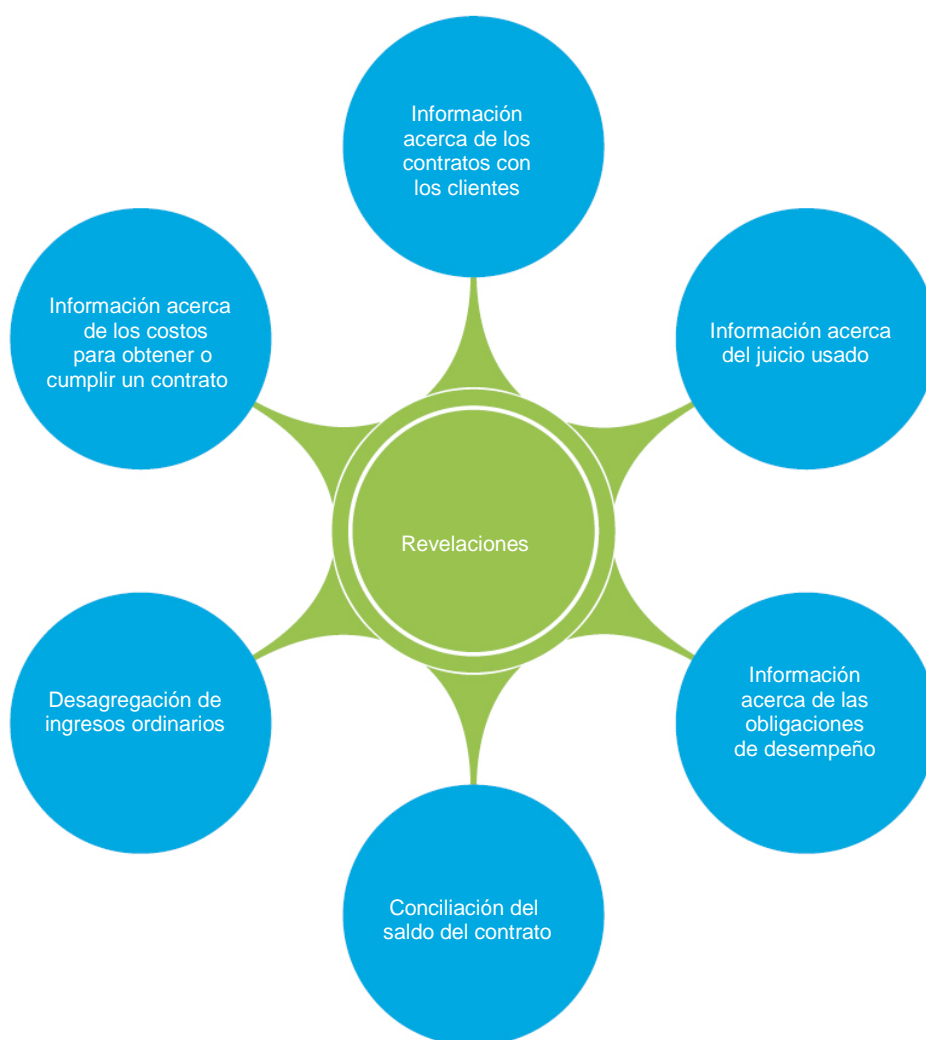 Información
acerca de los
contratos con
los clientes
Información acerca
de los costos
para obtener o
cumplir un contrato
Información acerca
del juicio usado
Revelaciones
Desagregación de
ingresos ordinarios
Información
acerca de las
obligaciones
de desempeño
Conciliación del
saldo del contrato